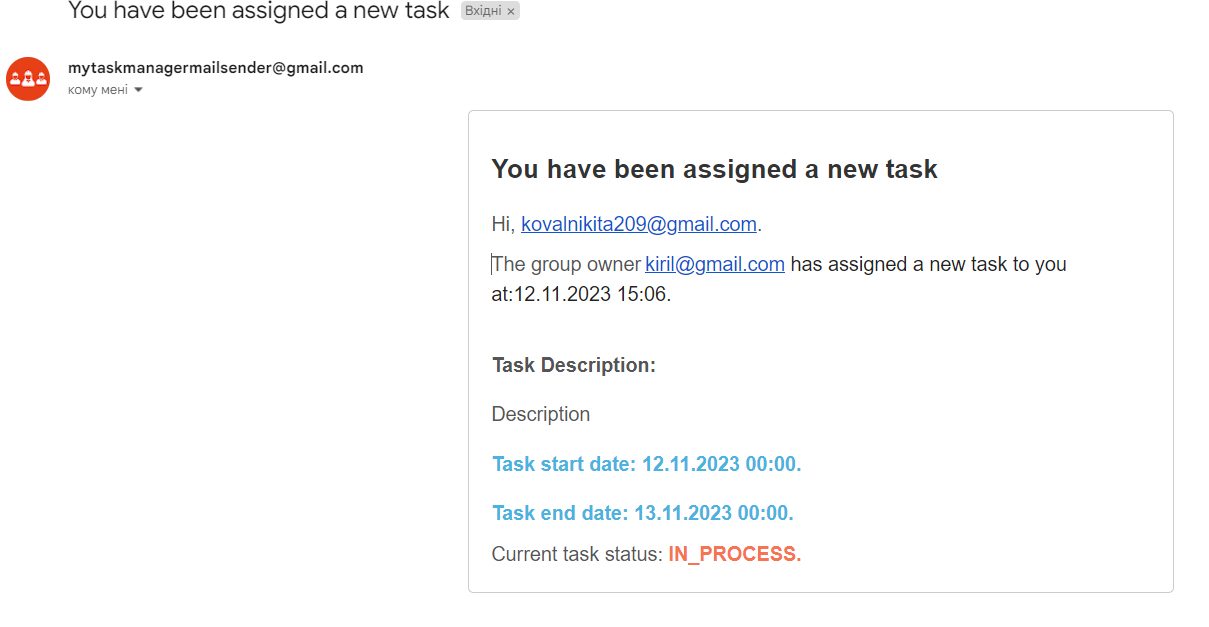 You have been assigned a new task Вхідні ×
mytaskmanagermailsender@gmail.com
кому мені
You have been assigned a new task
Hi, kovalnikita209@gmail.com.
The group owner kiril@gmail.com has assigned a new task to you
at:12.11.2023 15:06.
Task Description:
Description
Task start date: 12.11.2023 00:00.
Task end date: 13.11.2023 00:00.
Current task status: IN_PROCESS.